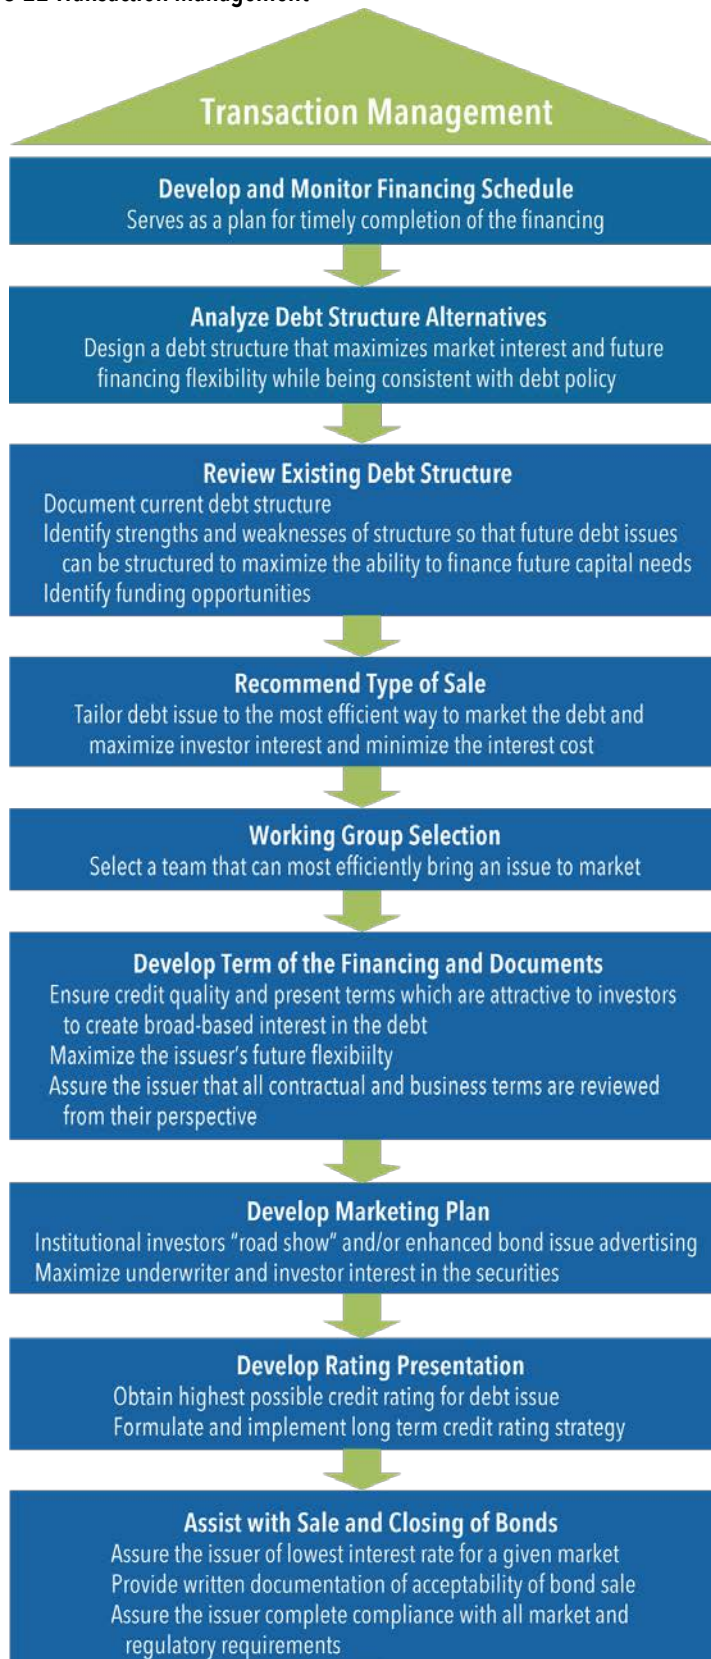 Transaction Management
Transaction Management
Develop and Monitor Financing Schedule
Serves as a plan for timely completion of the financing
Analyze Debt Structure Alternatives
Design a debt structure that maximizes market interest and future
financing flexibility while being consistent with debt policy
Review Existing Debt Structure
Document current debt structure
Identify strengths and weaknesses of structure so that future debt issues
can be structured to maximize the ability to finance future capital needs
Identify funding opportunities
Recommend Type of Sale
Tailor debt issue to the most efficient way to market the debt and
maximize investor interest and minimize the interest cost
Working Group Selection
Select a team that can most efficiently bring an issue to market
Develop Term of the Financing and Documents
Ensure credit quality and present terms which are attractive to investors
to create broad-based interest in the debt
Maximize the issuesr's future flexibiilty
Assure the issuer that all contractual and business terms are reviewed
from their perspective
Develop Marketing Plan
Institutional investors "road show" and/or enhanced bond issue advertising
Maximize underwriter and investor interest in the securities
Develop Rating Presentation
Obtain highest possible credit rating for debt issue
Formulate and implement long term credit rating strategy
Assist with Sale and Closing of Bonds
Assure the issuer of lowest interest rate for a given market
Provide written documentation of acceptability of bond sale
Assure the issuer complete compliance with all market and
regulatory requirements